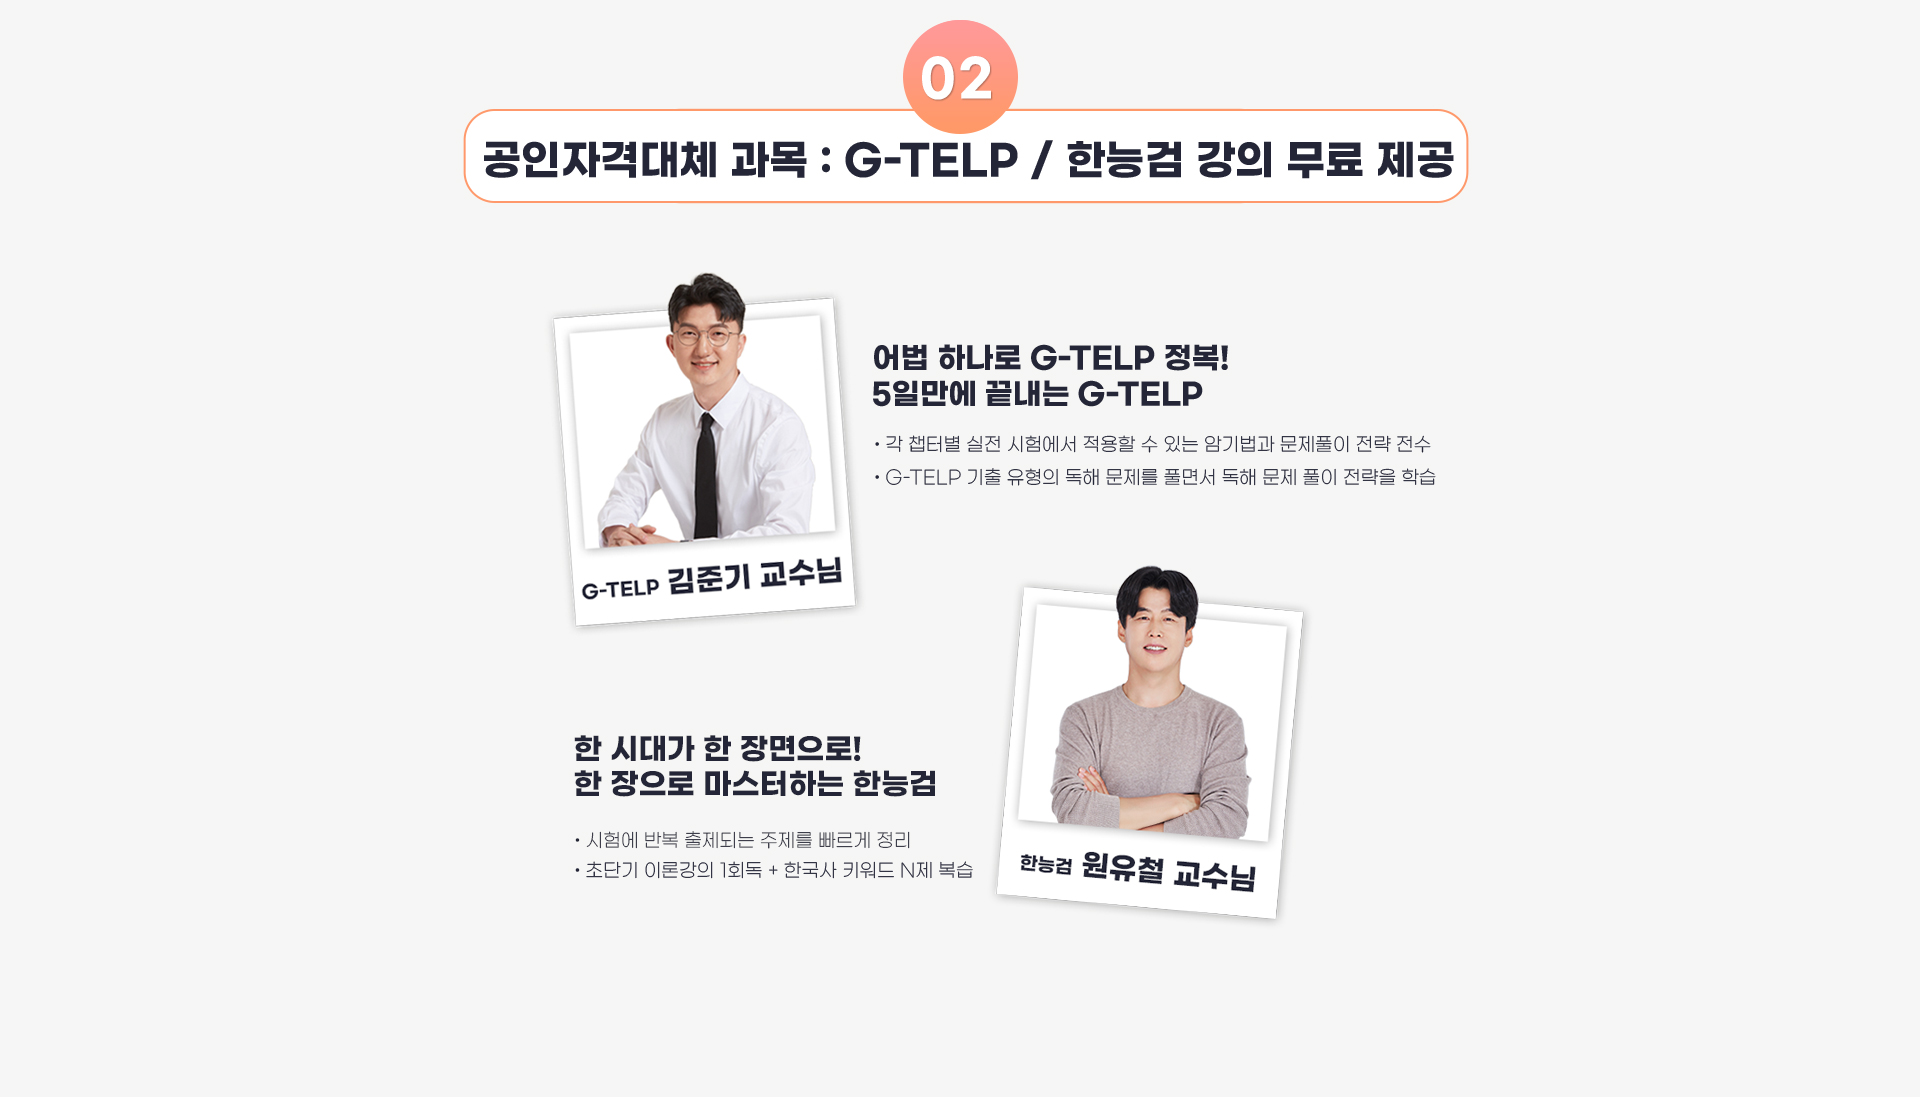 02
공인자격대체 과목 : G-TELP / 한능검 강의 무료 제공
어법 하나로 G-TELP 정복!
5일만에 끝내는 G-TELP
• 각 챕터별 실전 시험에서 적용할 수 있는 암기법과 문제풀이 전략 전수
• G-TELP 기출 유형의 독해 문제를 풀면서 독해 문제 풀이 전략을 학습
G-TELP 김준기 교수님
한 시대가 한 장면으로!
한 장으로 마스터하는 한능검
• 시험에 반복 출제되는 주제를 빠르게 정리
• 초단기 이론강의 1회독 + 한국사 키워드 N제 복습
한능검 원유철 교수님